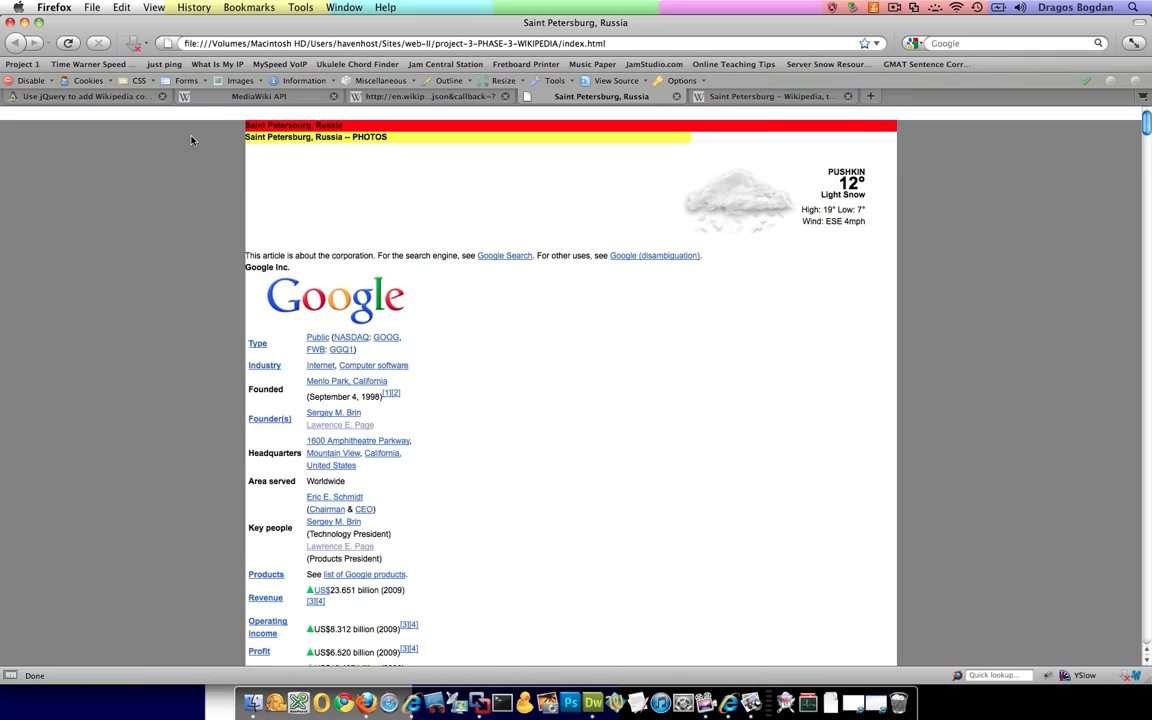 Firefox File Edit View History Bookmarks Tools Window Help Dragos Bogdan
Saint Petersburg, Russia
file:///Volumes/Macintosh HD/Users/havenhost/Sites/web-II/project-3-PHASE-3-WIKIPEDIA/index.html Google
Project 1 Time Warner Speed ... just ping What Is My IP MySpeed VoIP Ukulele Chord Finder Jam Central Station Fretboard Printer Music Paper JamStudio.com Online Teaching Tips Server Snow Resour... GMAT Sentence Corr...
Disable Cookies CSS Forms Images Information Miscellaneous Outline Resize Tools View Source Options
Use jQuery to add Wikipedia co... MediaWiki API http://en.wikip...json&callback=? Saint Petersburg, Russia Saint Petersburg – Wikipedia, t...
Saint Petersburg, Russia
Saint Petersburg, Russia -- PHOTOS
PUSHKIN
12°
Light Snow
High: 19° Low: 7°
Wind: ESE 4mph
This article is about the corporation. For the search engine, see Google Search. For other uses, see Google (disambiguation).
Google Inc.
Google
Type Public (NASDAQ: GOOG,
FWB: GGQ1)
Industry Internet, Computer software
Founded Menlo Park, California
(September 4, 1998)[1][2]
Founder(s) Sergey M. Brin
Lawrence E. Page
Headquarters 1600 Amphitheatre Parkway,
Mountain View, California,
United States
Area served Worldwide
Key people Eric E. Schmidt
(Chairman & CEO)
Sergey M. Brin
(Technology President)
Lawrence E. Page
(Products President)
Products See list of Google products.
Revenue US$23.651 billion (2009)
[3][4]
Operating income US$8.312 billion (2009)[3][4]
Profit US$6.520 billion (2009)[3][4]
Done Quick lookup... YSlow
Ps Dw